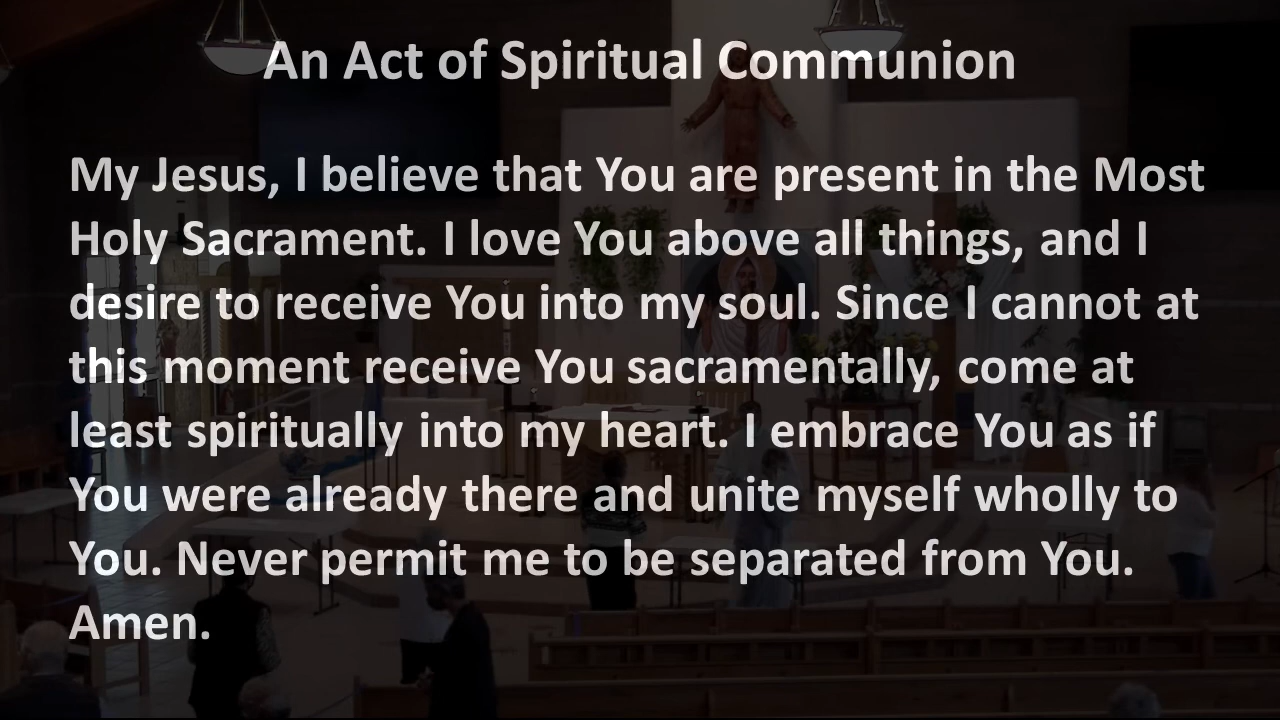 An Act of Spiritual Communion
My Jesus, I believe that You are present in the Most
Holy Sacrament. I love You above all things, and I
desire to receive You into my soul. Since I cannot at
this moment receive You sacramentally, come at
least spiritually into my heart. I embrace You as if
You were already there and unite myself wholly to
You. Never permit me to be separated from You.
Amen.